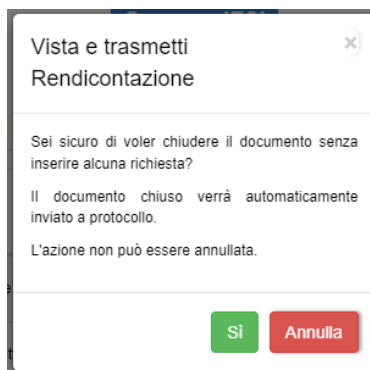 Vista e trasmetti
Rendicontazione
×
Sei sicuro di voler chiudere il documento senza
inserire alcuna richiesta?
Il documento chiuso verrà automaticamente
inviato a protocollo.
L'azione non può essere annullata.
Sì
Annulla